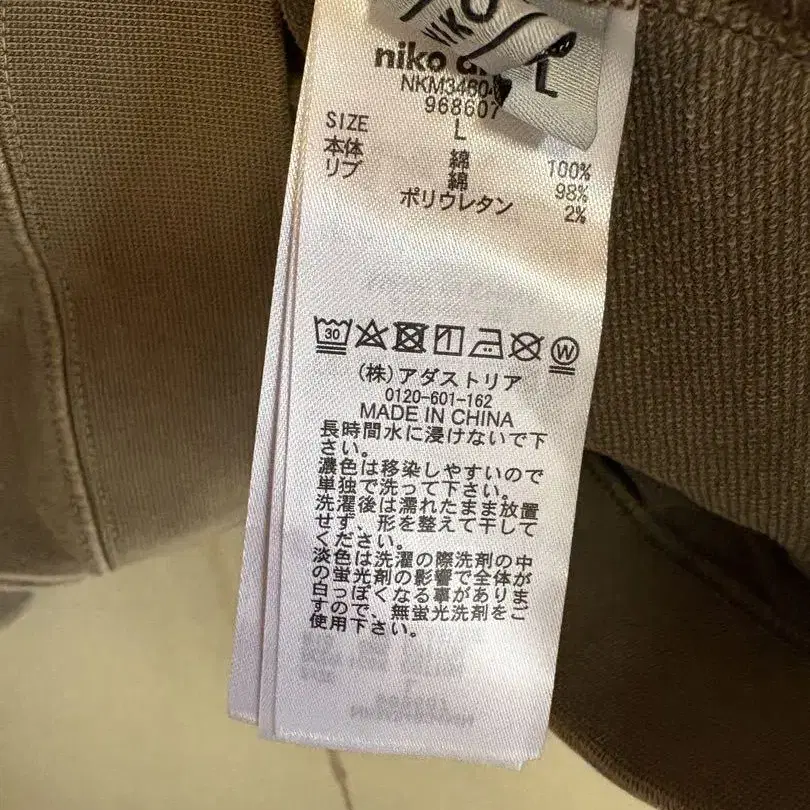 niko
NKM3460
968607
L
SIZE L
本体 綿 100%
リブ 綿 98%
ポリウレタン 2%
30
W
(株)アダストリア
0120-601-162
MADE IN CHINA
長時間水に浸けないで下
さい。
濃色は移染しやすいので
単独で洗って下さい。
洗濯後は濡れたまま放置
せず、形を整えて干して
ください。
淡色は洗濯の際洗剤の中
の蛍光剤の影響で全体が
白っぽくなる事がありま
すので、無蛍光洗剤をご
使用下さい。